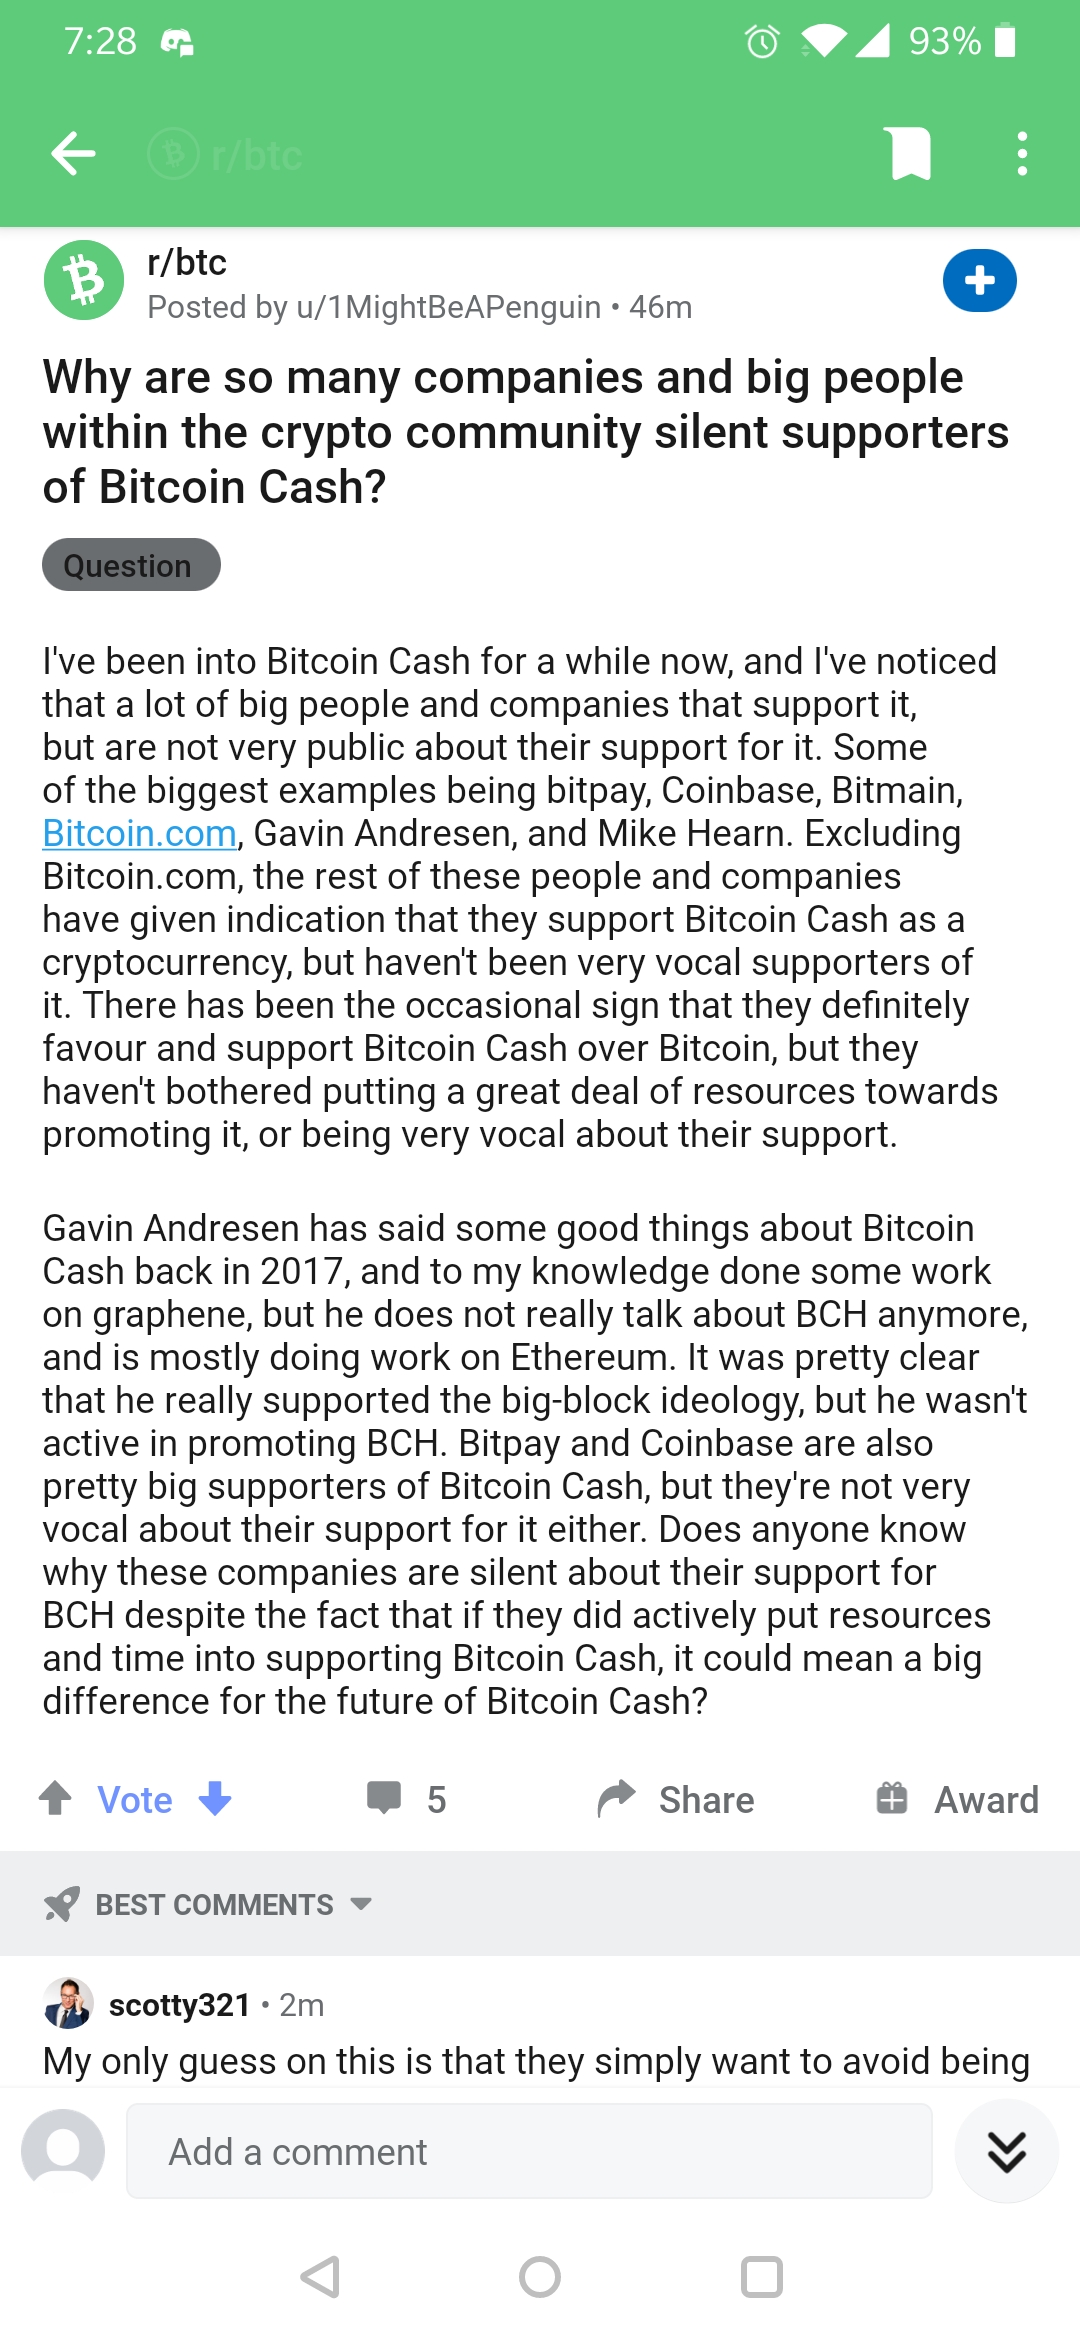 7:28
93%
r/btc
r/btc
Posted by u/1MightBeAPenguin • 46m
Why are so many companies and big people
within the crypto community silent supporters
of Bitcoin Cash?
Question
I've been into Bitcoin Cash for a while now, and I've noticed
that a lot of big people and companies that support it,
but are not very public about their support for it. Some
of the biggest examples being bitpay, Coinbase, Bitmain,
Bitcoin.com, Gavin Andresen, and Mike Hearn. Excluding
Bitcoin.com, the rest of these people and companies
have given indication that they support Bitcoin Cash as a
cryptocurrency, but haven't been very vocal supporters of
it. There has been the occasional sign that they definitely
favour and support Bitcoin Cash over Bitcoin, but they
haven't bothered putting a great deal of resources towards
promoting it, or being very vocal about their support.
Gavin Andresen has said some good things about Bitcoin
Cash back in 2017, and to my knowledge done some work
on graphene, but he does not really talk about BCH anymore,
and is mostly doing work on Ethereum. It was pretty clear
that he really supported the big-block ideology, but he wasn't
active in promoting BCH. Bitpay and Coinbase are also
pretty big supporters of Bitcoin Cash, but they're not very
vocal about their support for it either. Does anyone know
why these companies are silent about their support for
BCH despite the fact that if they did actively put resources
and time into supporting Bitcoin Cash, it could mean a big
difference for the future of Bitcoin Cash?
Vote 5 Share Award
BEST COMMENTS
scotty321 • 2m
My only guess on this is that they simply want to avoid being
Add a comment